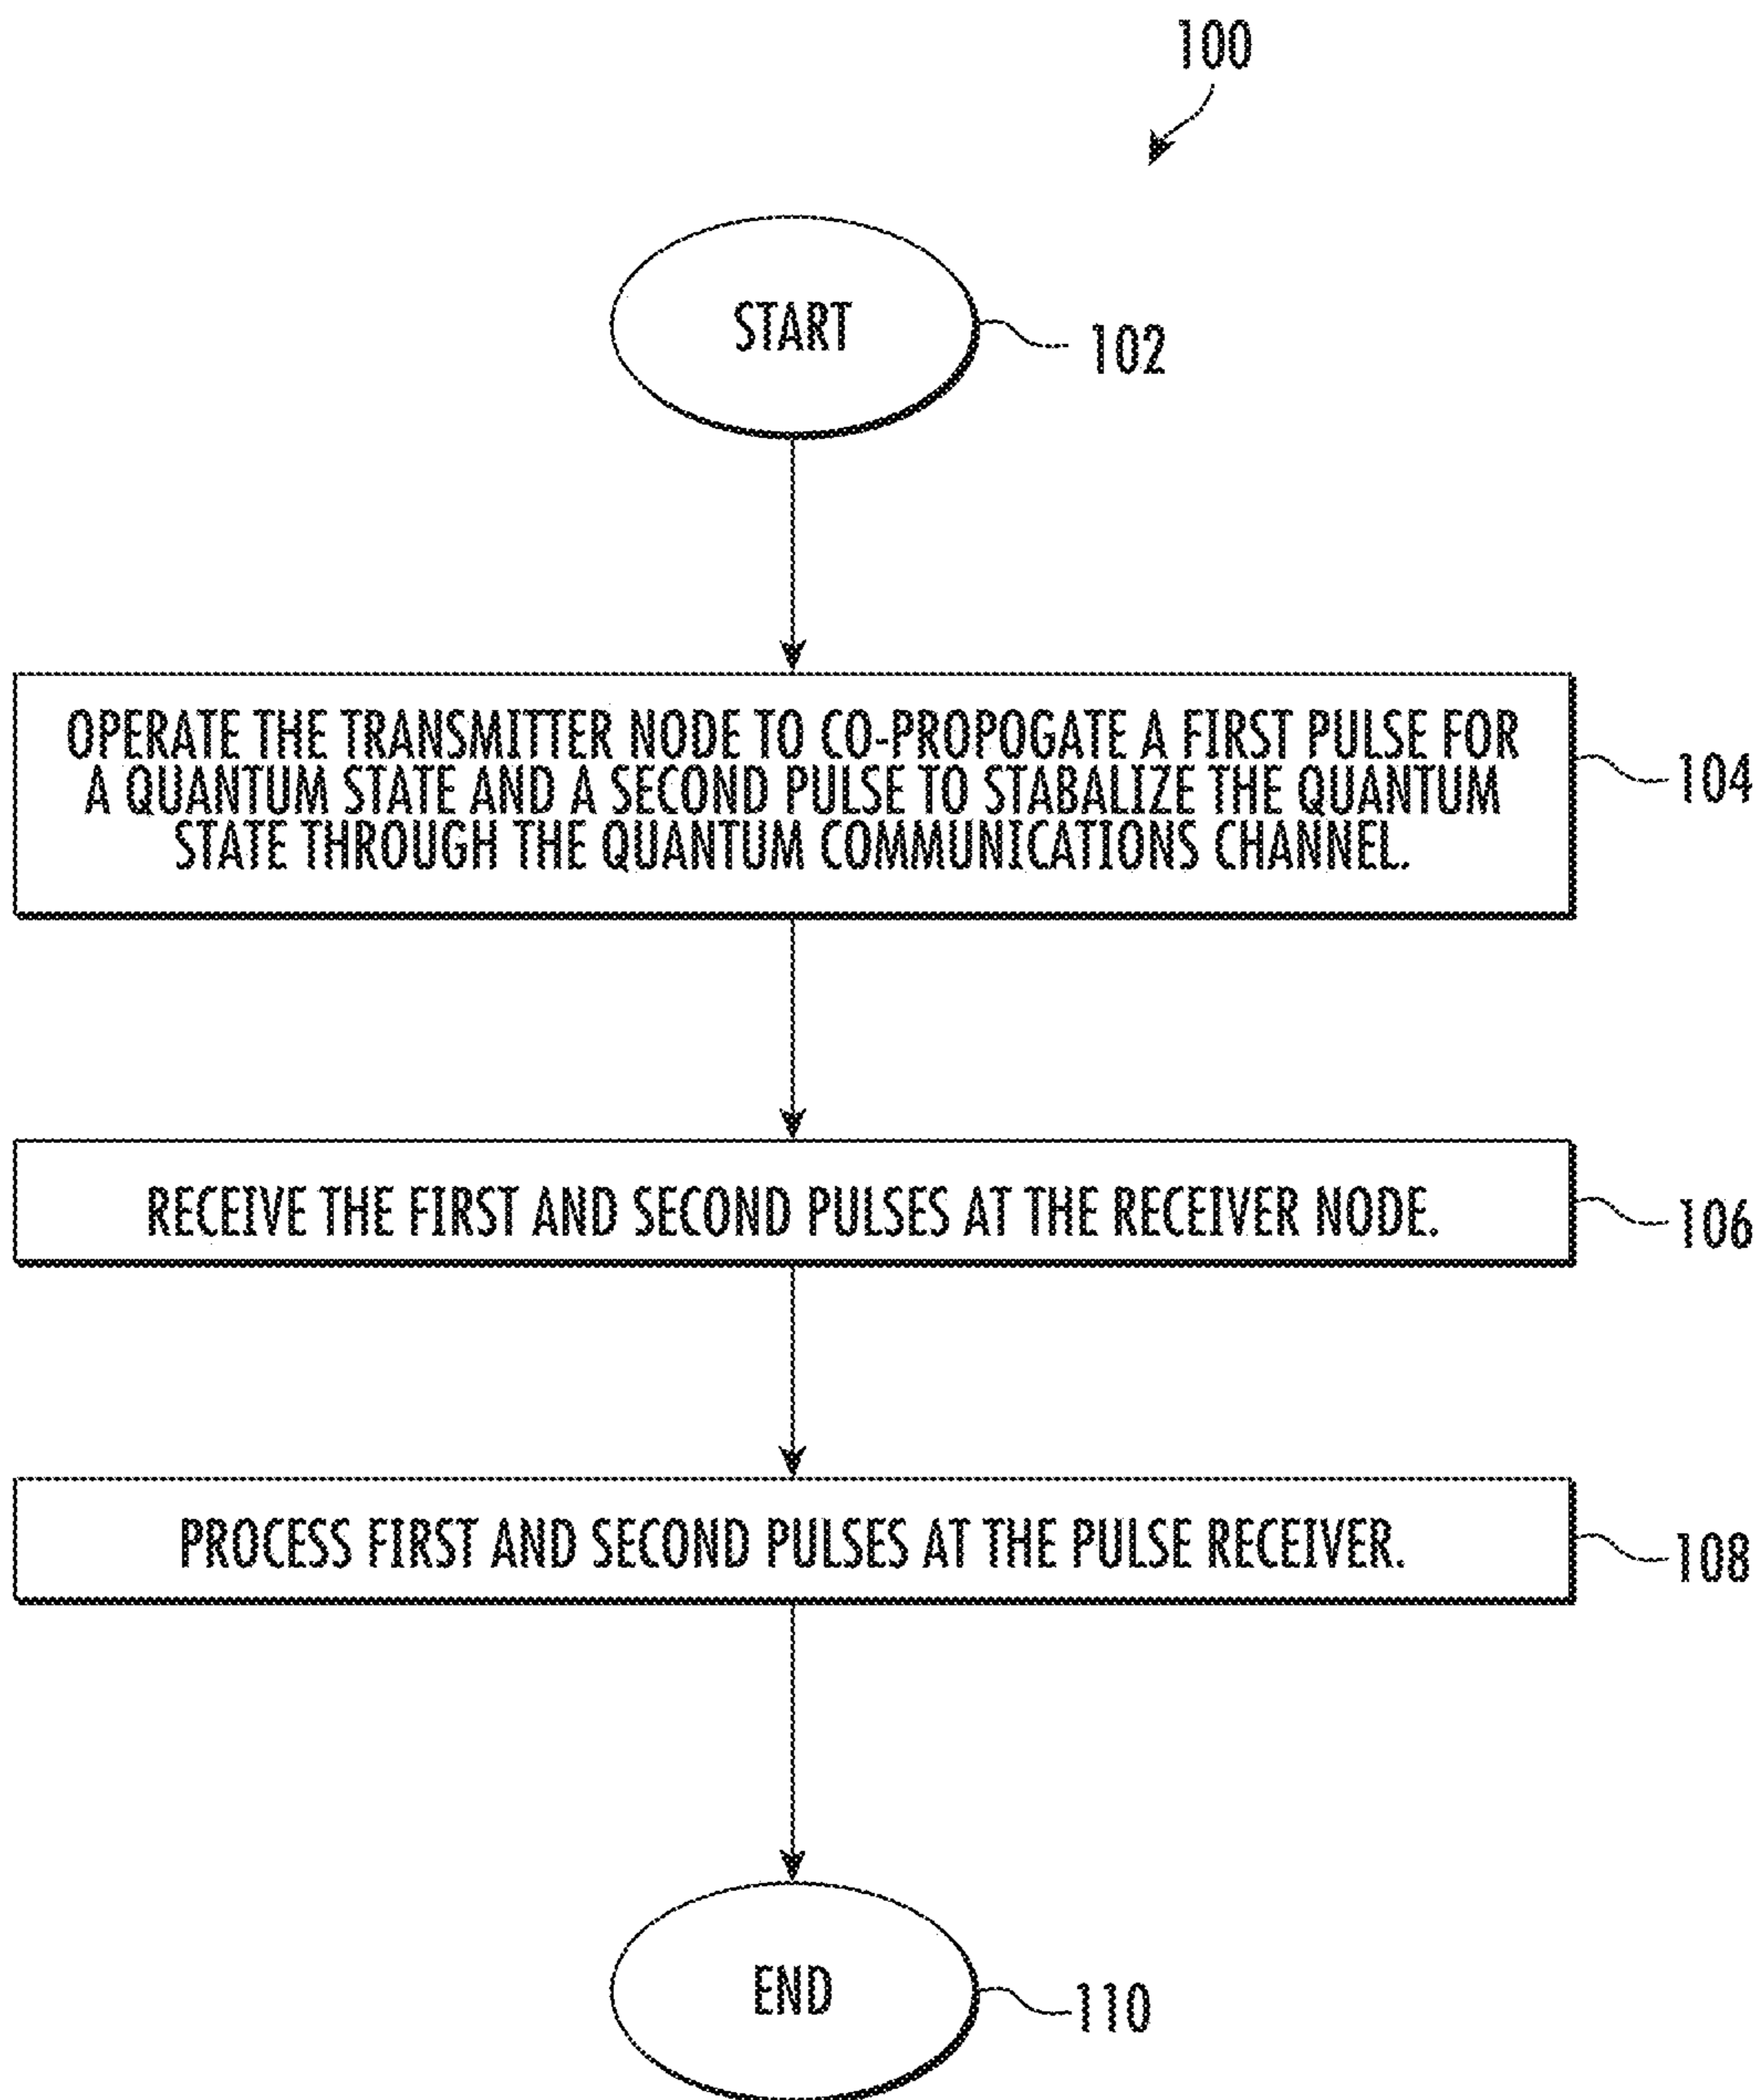 100
START
102
OPERATE THE TRANSMITTER NODE TO CO-PROPOGATE A FIRST PULSE FOR
A QUANTUM STATE AND A SECOND PULSE TO STABALIZE THE QUANTUM
STATE THROUGH THE QUANTUM COMMUNICATIONS CHANNEL.
104
RECEIVE THE FIRST AND SECOND PULSES AT THE RECEIVER NODE.
106
PROCESS FIRST AND SECOND PULSES AT THE PULSE RECEIVER.
108
END
110